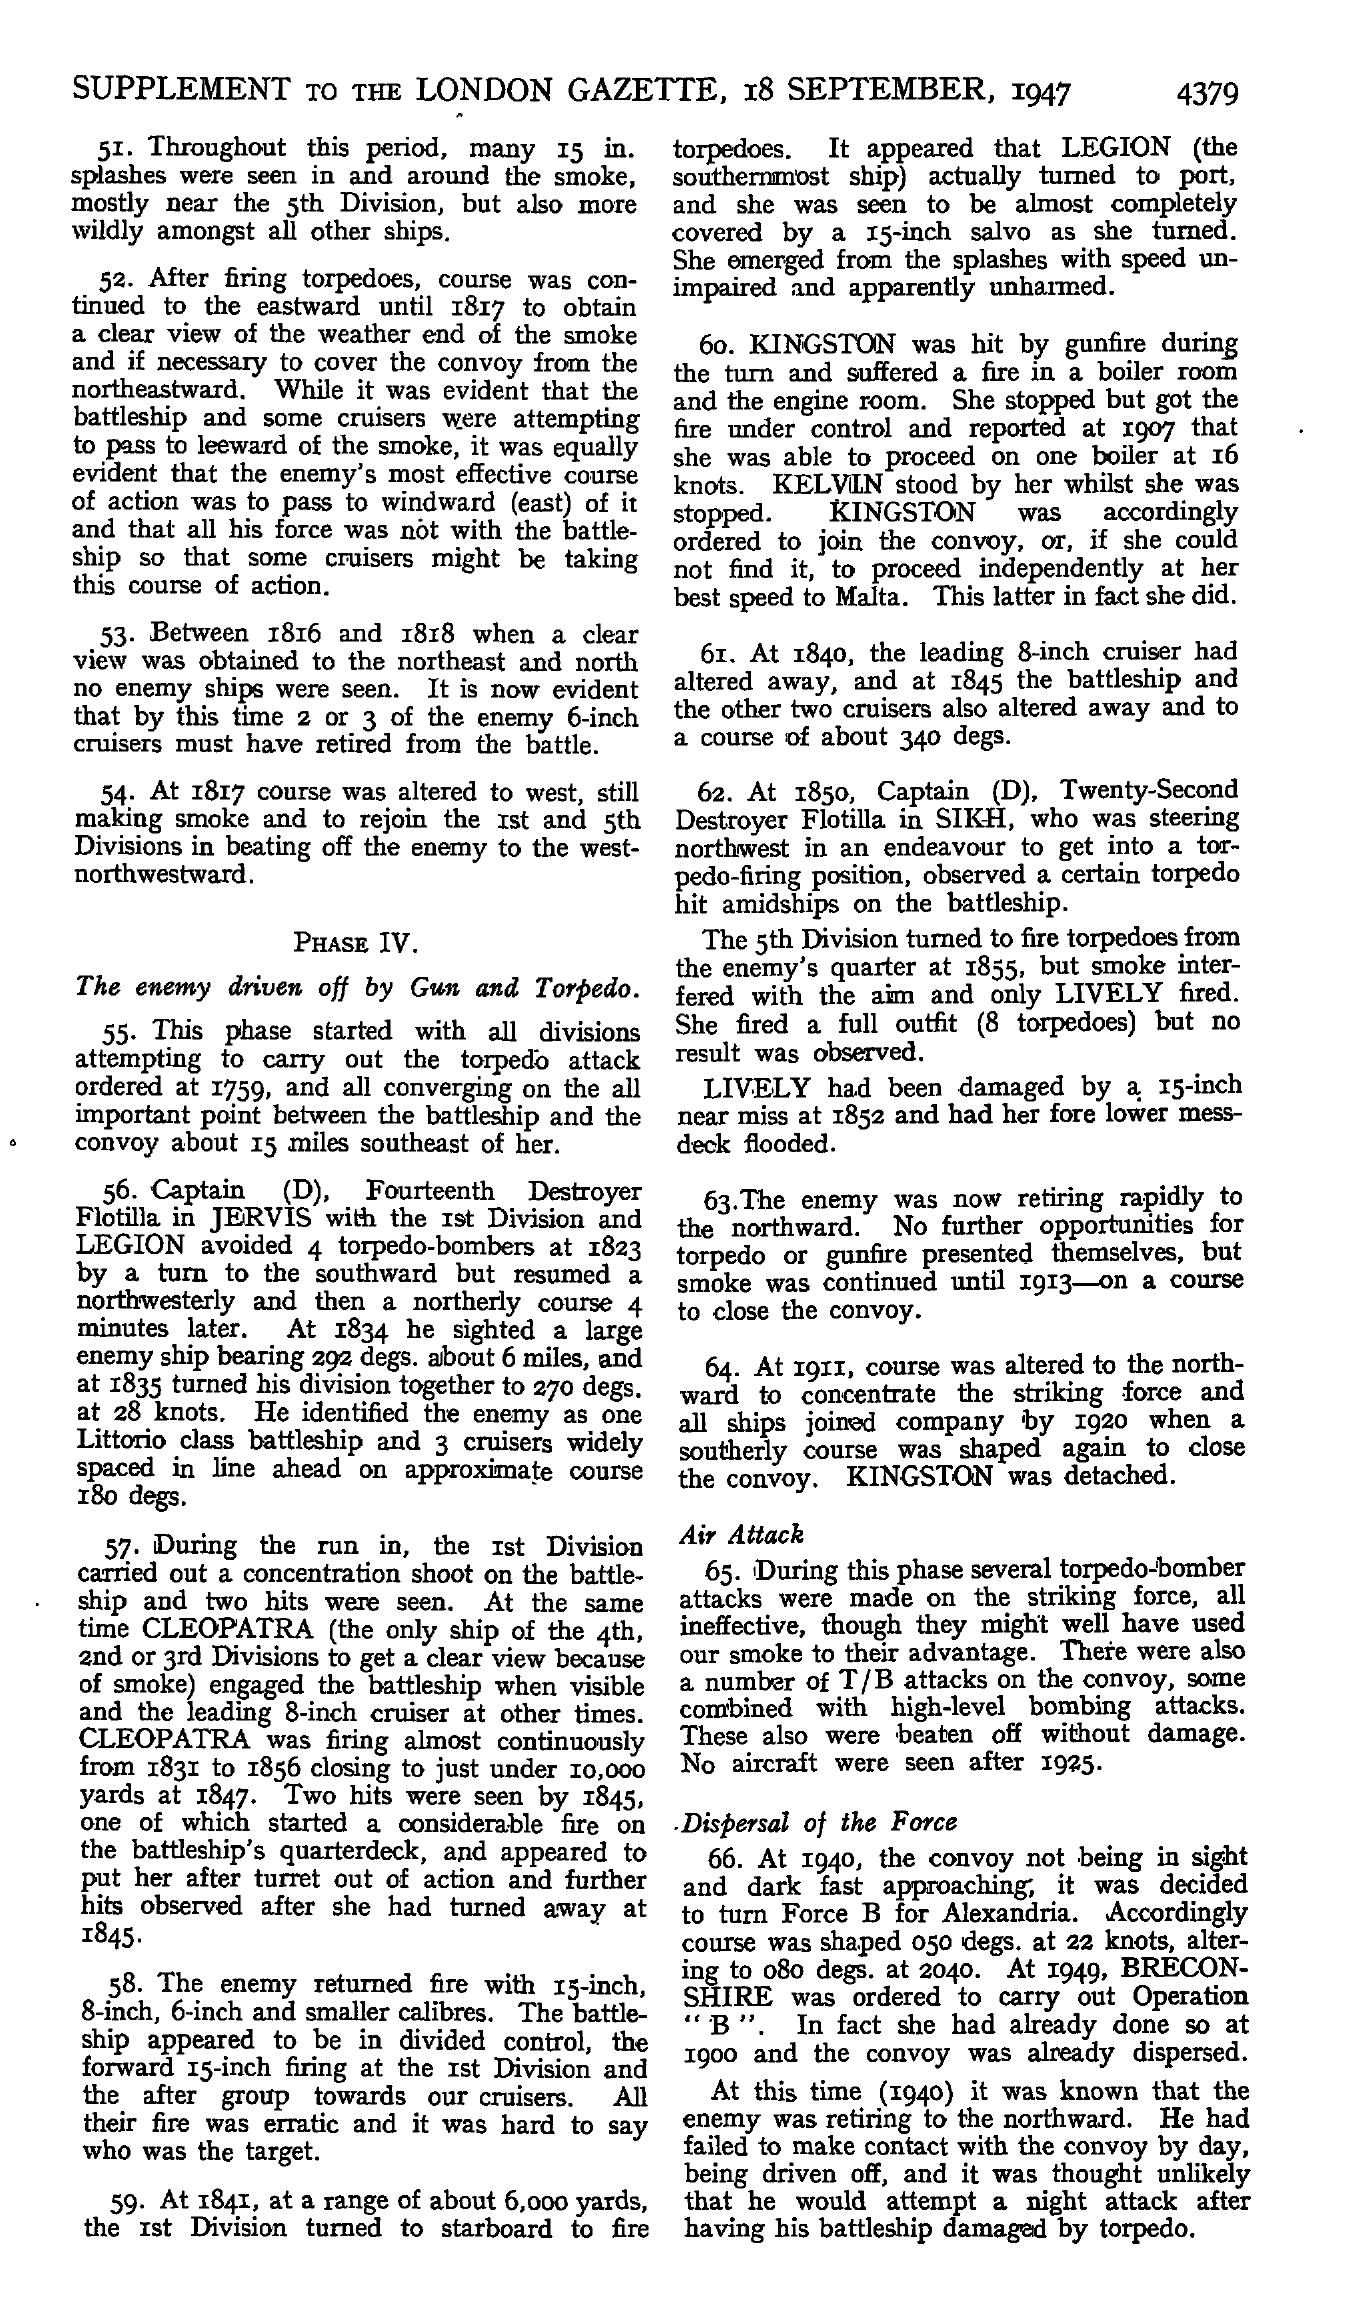 SUPPLEMENT TO THE LONDON GAZETTE, 18 SEPTEMBER, 1947 4379
51. Throughout this period, many 15 in.
splashes were seen in and around the smoke,
mostly near the 5th Division, but also more
wildly amongst all other ships.
52. After firing torpedoes, course was con-
tinued to the eastward until 1817 to obtain
a clear view of the weather end of the smoke
and if necessary to cover the convoy from the
northeastward. While it was evident that the
battleship and some cruisers were attempting
to pass to leeward of the smoke, it was equally
evident that the enemy's most effective course
of action was to pass to windward (east) of it
and that all his force was not with the battle-
ship so that some cruisers might be taking
this course of action.
53. Between 1816 and 1818 when a clear
view was obtained to the northeast and north
no enemy ships were seen. It is now evident
that by this time 2 or 3 of the enemy 6-inch
cruisers must have retired from the battle.
54. At 1817 course was altered to west, still
making smoke and to rejoin the 1st and 5th
Divisions in beating off the enemy to the west-
northwestward.
PHASE IV.
The enemy driven off by Gun and Torpedo.
55. This phase started with all divisions
attempting to carry out the torpedo attack
ordered at 1759, and all converging on the all
important point between the battleship and the
convoy about 15 miles southeast of her.
56. Captain (D), Fourteenth Destroyer
Flotilla in JERVIS with the 1st Division and
LEGION avoided 4 torpedo-bombers at 1823
by a turn to the southward but resumed a
northwesterly and then a northerly course 4
minutes later. At 1834 he sighted a large
enemy ship bearing 292 degs. about 6 miles, and
at 1835 turned his division together to 270 degs.
at 28 knots. He identified the enemy as one
Littorio class battleship and 3 cruisers widely
spaced in line ahead on approximate course
180 degs.
57. During the run in, the 1st Division
carried out a concentration shoot on the battle-
ship and two hits were seen. At the same
time CLEOPATRA (the only ship of the 4th,
2nd or 3rd Divisions to get a clear view because
of smoke) engaged the battleship when visible
and the leading 8-inch cruiser at other times.
CLEOPATRA was firing almost continuously
from 1831 to 1856 closing to just under 10,000
yards at 1847. Two hits were seen by 1845,
one of which started a considerable fire on
the battleship's quarterdeck, and appeared to
put her after turret out of action and further
hits observed after she had turned away at
1845.
58. The enemy returned fire with 15-inch,
8-inch, 6-inch and smaller calibres. The battle-
ship appeared to be in divided control, the
forward 15-inch firing at the 1st Division and
the after group towards our cruisers. All
their fire was erratic and it was hard to say
who was the target.
59. At 1841, at a range of about 6,000 yards,
the 1st Division turned to starboard to fire
torpedoes. It appeared that LEGION (the
southernmost ship) actually turned to port,
and she was seen to be almost completely
covered by a 15-inch salvo as she turned.
She emerged from the splashes with speed un-
impaired and apparently unharmed.
60. KINGSTON was hit by gunfire during
the turn and suffered a fire in a boiler room
and the engine room. She stopped but got the
fire under control and reported at 1907 that
she was able to proceed on one boiler at 16
knots. KELVIN stood by her whilst she was
stopped. KINGSTON was accordingly
ordered to join the convoy, or, if she could
not find it, to proceed independently at her
best speed to Malta. This latter in fact she did.
61. At 1840, the leading 8-inch cruiser had
altered away, and at 1845 the battleship and
the other two cruisers also altered away and to
a course of about 340 degs.
62. At 1850, Captain (D), Twenty-Second
Destroyer Flotilla in SIKH, who was steering
northwest in an endeavour to get into a tor-
pedo-firing position, observed a certain torpedo
hit amidships on the battleship.
The 5th Division turned to fire torpedoes from
the enemy's quarter at 1855, but smoke inter-
fered with the aim and only LIVELY fired.
She fired a full outfit (8 torpedoes) but no
result was observed.
LIVELY had been damaged by a 15-inch
near miss at 1852 and had her fore lower mess-
deck flooded.
63. The enemy was now retiring rapidly to
the northward. No further opportunities for
torpedo or gunfire presented themselves, but
smoke was continued until 1913—on a course
to close the convoy.
64. At 1911, course was altered to the north-
ward to concentrate the striking force and
all ships joined company by 1920 when a
southerly course was shaped again to close
the convoy. KINGSTON was detached.
Air Attack
65. During this phase several torpedo-bomber
attacks were made on the striking force, all
ineffective, though they might well have used
our smoke to their advantage. There were also
a number of T/B attacks on the convoy, some
combined with high-level bombing attacks.
These also were beaten off without damage.
No aircraft were seen after 1925.
Dispersal of the Force
66. At 1940, the convoy not being in sight
and dark fast approaching, it was decided
to turn Force B for Alexandria. Accordingly
course was shaped 050 degs. at 22 knots, alter-
ing to 080 degs. at 2040. At 1949, BRECON-
SHIRE was ordered to carry out Operation
"B". In fact she had already done so at
1900 and the convoy was already dispersed.
At this time (1940) it was known that the
enemy was retiring to the northward. He had
failed to make contact with the convoy by day,
being driven off, and it was thought unlikely
that he would attempt a night attack after
having his battleship damaged by torpedo.